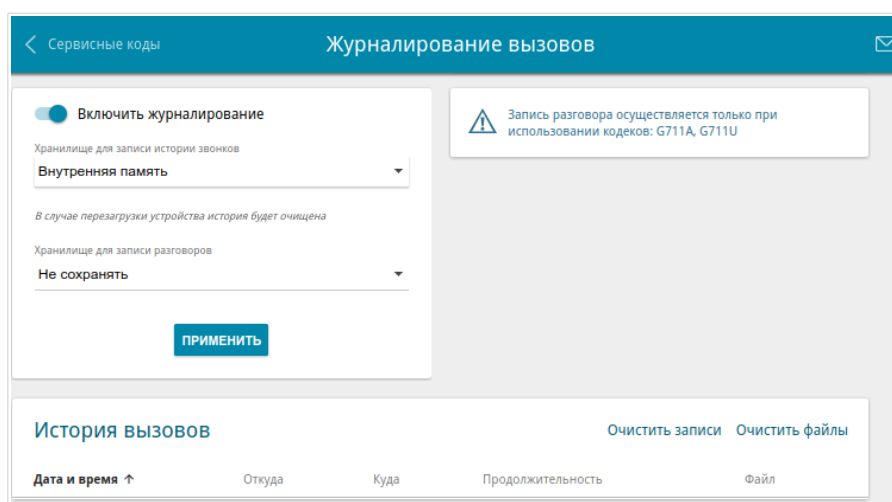 Сервисные коды
Журналирование вызовов
Включить журналирование
Хранилище для записи истории звонков
Внутренняя память
В случае перезагрузки устройства история будет очищена
Хранилище для записи разговоров
Не сохранять
ПРИМЕНИТЬ
Запись разговора осуществляется только при
использовании кодеков: G711A, G711U
История вызовов
Очистить записи Очистить файлы
Дата и время ↑ Откуда Куда Продолжительность Файл